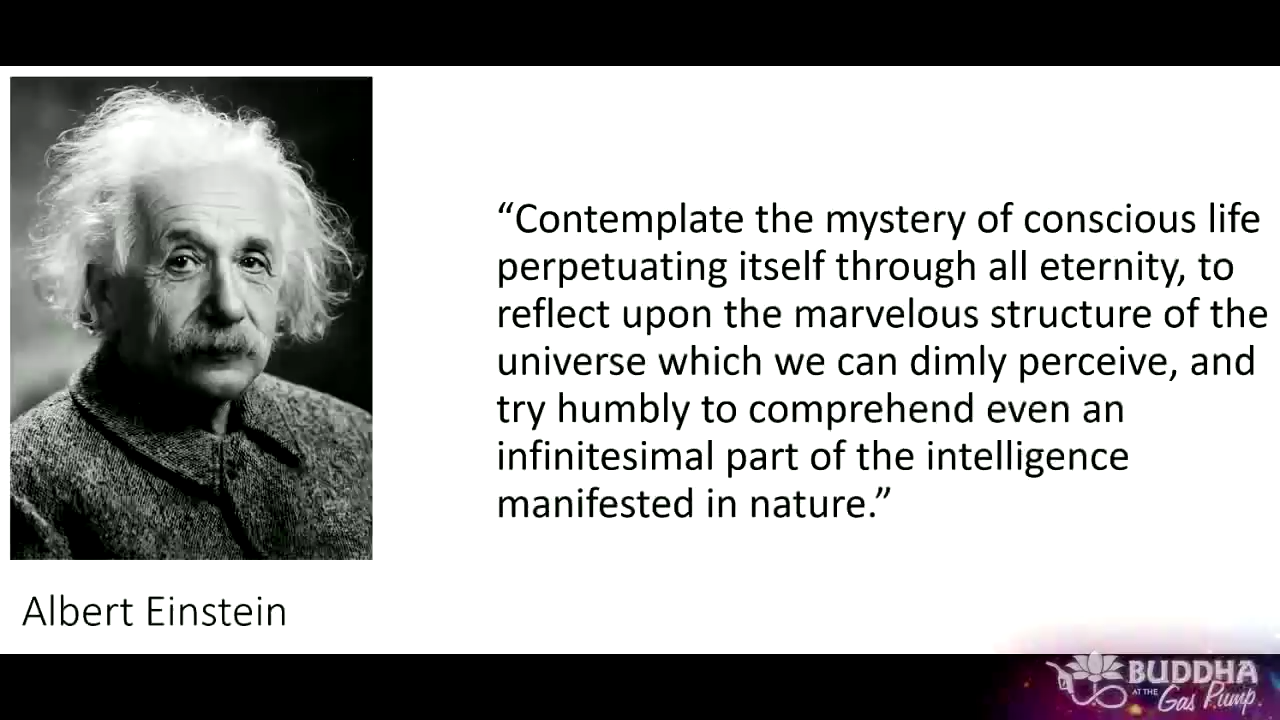 “Contemplate the mystery of conscious life
perpetuating itself through all eternity, to
reflect upon the marvelous structure of the
universe which we can dimly perceive, and
try humbly to comprehend even an
infinitesimal part of the intelligence
manifested in nature.”
Albert Einstein
BUDDHA
AT THE
Gas Pump